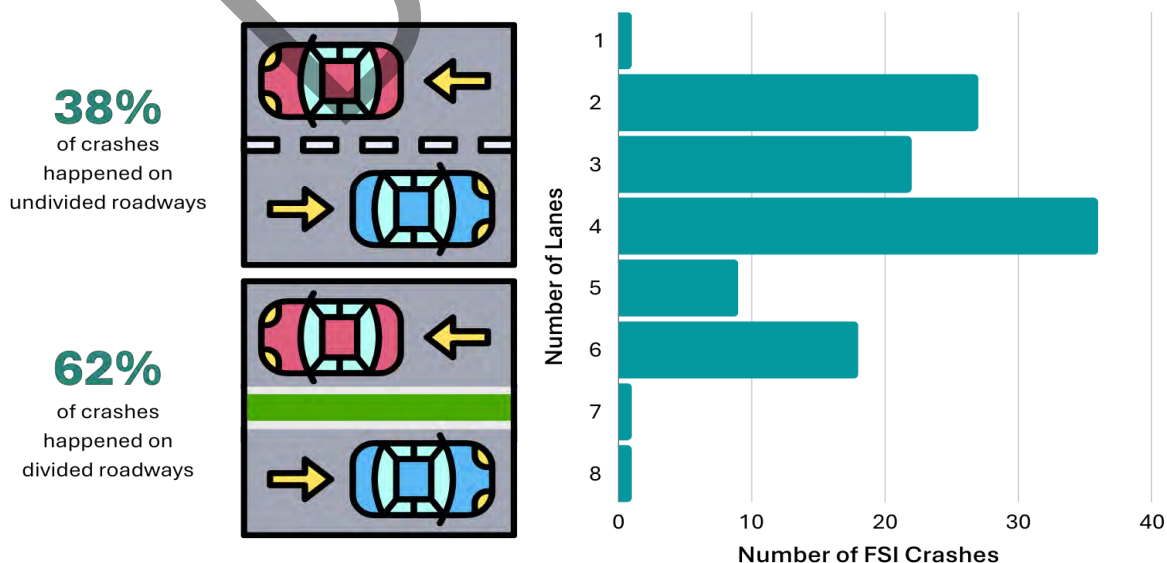 38%
of crashes
happened on
undivided roadways
62%
of crashes
happened on
divided roadways
Number of Lanes
1
2
3
4
5
6
7
8
0
10
20
30
40
Number of FSI Crashes